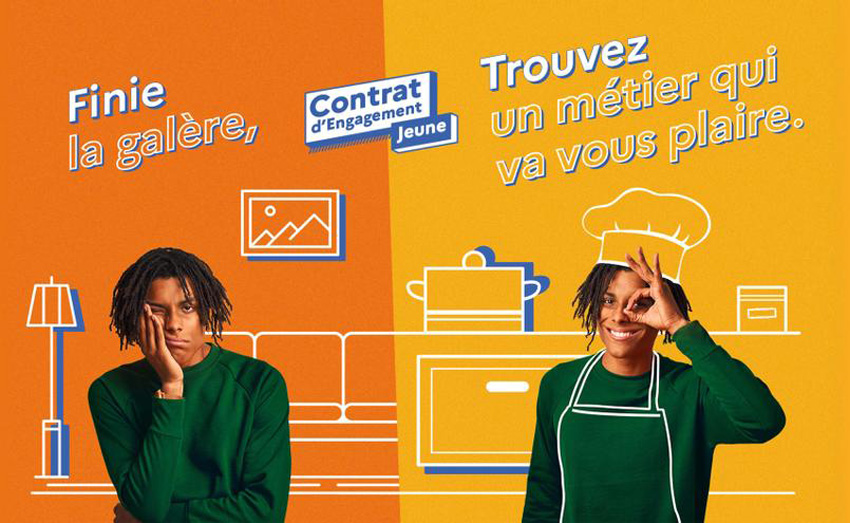 Finie
la galère,
Contrat
d'Engagement
Jeune
Trouvez
un métier qui
va vous plaire.